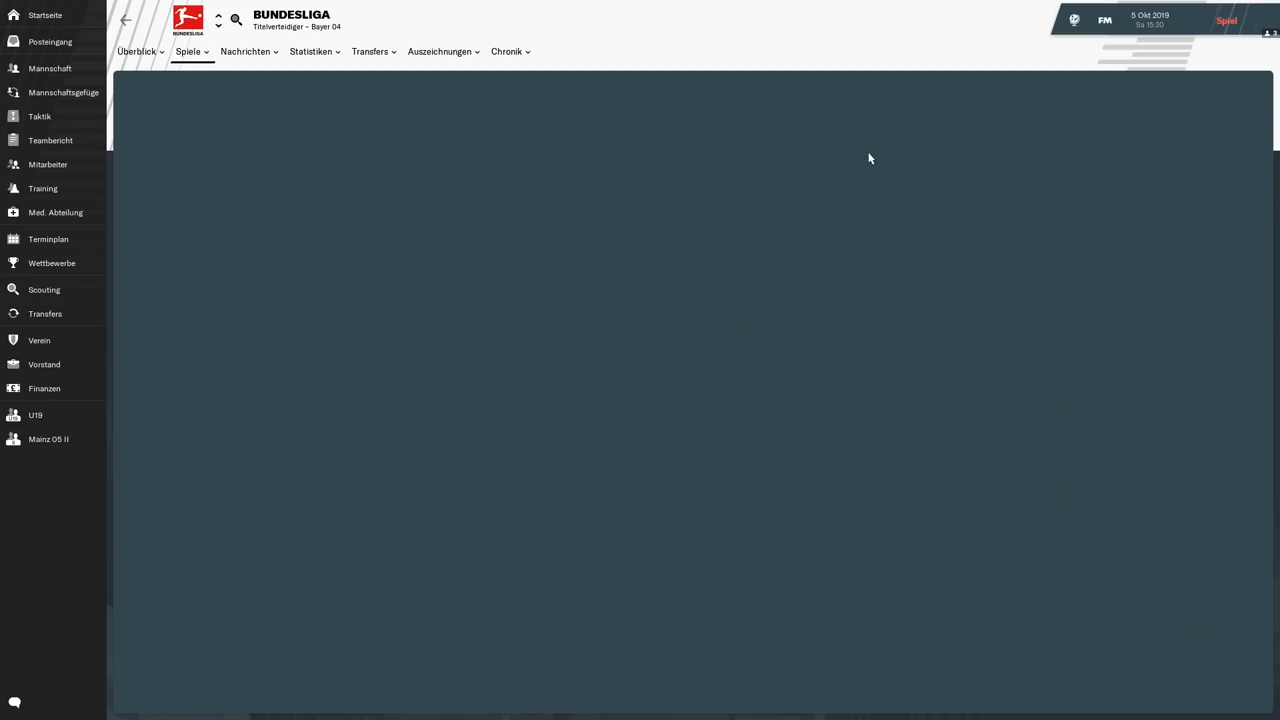 Startseite
Posteingang
Mannschaft
Mannschaftsgefüge
Taktik
Teambericht
Mitarbeiter
Training
Med. Abteilung
Terminplan
Wettbewerbe
Scouting
Transfers
Verein
Vorstand
Finanzen
U19
Mainz 05 II
BUNDESLIGA
BUNDESLIGA
Titelverteidiger – Bayer 04
Überblick
Spiele
Nachrichten
Statistiken
Transfers
Auszeichnungen
Chronik
FM
5 Okt 2019
Sa 15:30
Spiel
3